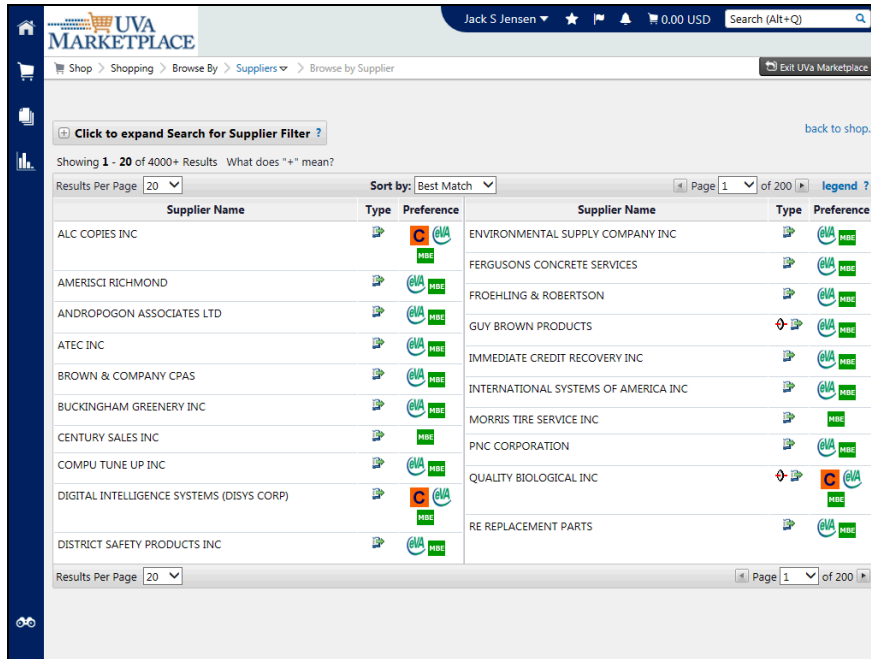 UVA
MARKETPLACE
Jack S Jensen 0.00 USD Search (Alt+Q)
Shop > Shopping > Browse By > Suppliers > Browse by Supplier
Exit UVa Marketplace
back to shop.
Click to expand Search for Supplier Filter ?
Showing 1 - 20 of 4000+ Results What does "+" mean?
Results Per Page 20 Sort by: Best Match Page 1 of 200 legend ?
Supplier Name Type Preference
ALC COPIES INC C eVA MBE
AMERISCI RICHMOND eVA MBE
ANDROPOGON ASSOCIATES LTD eVA MBE
ATEC INC eVA MBE
BROWN & COMPANY CPAS eVA MBE
BUCKINGHAM GREENERY INC eVA MBE
CENTURY SALES INC MBE
COMPU TUNE UP INC eVA MBE
DIGITAL INTELLIGENCE SYSTEMS (DISYS CORP) C eVA MBE
DISTRICT SAFETY PRODUCTS INC eVA MBE
Supplier Name Type Preference
ENVIRONMENTAL SUPPLY COMPANY INC eVA MBE
FERGUSONS CONCRETE SERVICES eVA MBE
FROEHLING & ROBERTSON eVA MBE
GUY BROWN PRODUCTS eVA MBE
IMMEDIATE CREDIT RECOVERY INC eVA MBE
INTERNATIONAL SYSTEMS OF AMERICA INC eVA MBE
MORRIS TIRE SERVICE INC MBE
PNC CORPORATION eVA MBE
QUALITY BIOLOGICAL INC C eVA MBE
RE REPLACEMENT PARTS eVA MBE
Results Per Page 20 Page 1 of 200